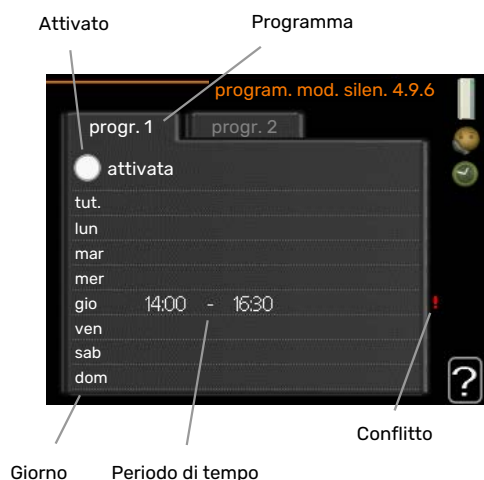 Attivato Programma
program. mod. silen. 4.9.6
progr. 1 progr. 2
attivata
tut.
lun
mar
mer
gio 14:00 - 16:30 !
ven
sab
dom
?
Conflitto
Giorno Periodo di tempo